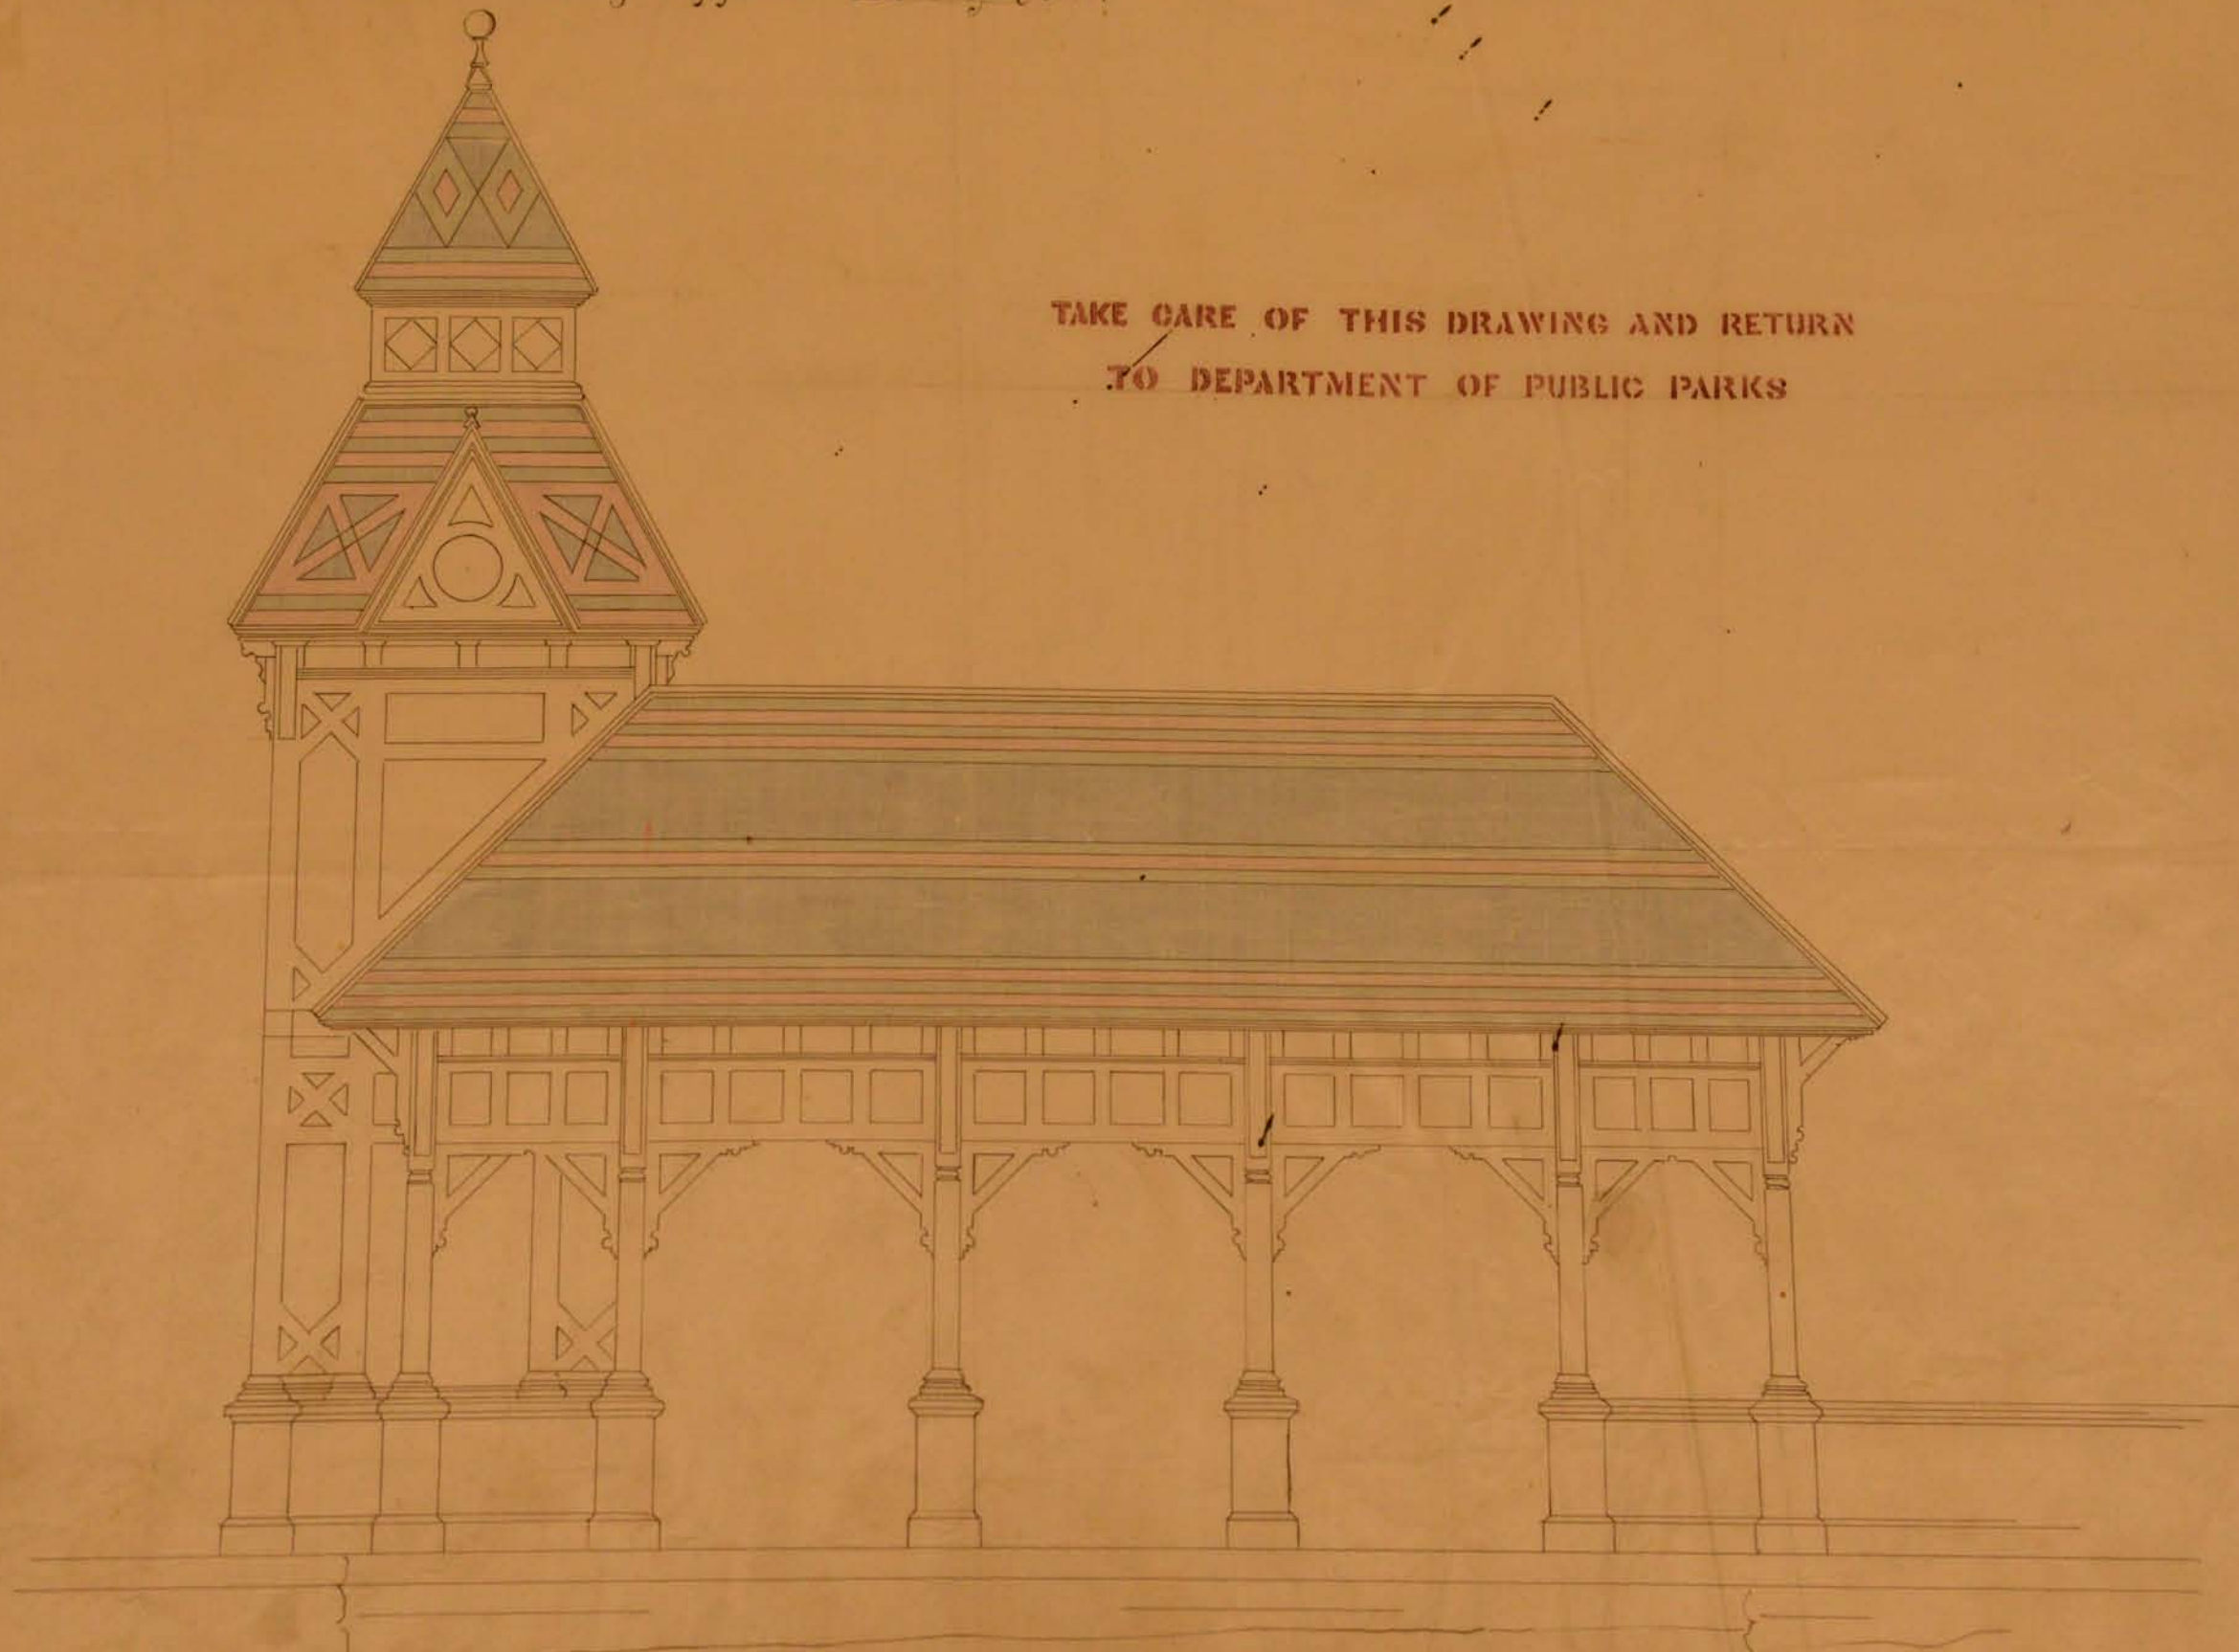 TAKE CARE OF THIS DRAWING AND RETURN
TO DEPARTMENT OF PUBLIC PARKS